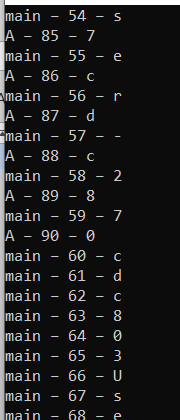 main - 54 - s
A - 85 - 7
main - 55 - e
A - 86 - c
main - 56 - r
A - 87 - d
main - 57 - -
A - 88 - c
main - 58 - 2
A - 89 - 8
main - 59 - 7
A - 90 - 0
main - 60 - c
main - 61 - d
main - 62 - c
main - 63 - 8
main - 64 - 0
main - 65 - 3
main - 66 - U
main - 67 - s
main - 68 - e